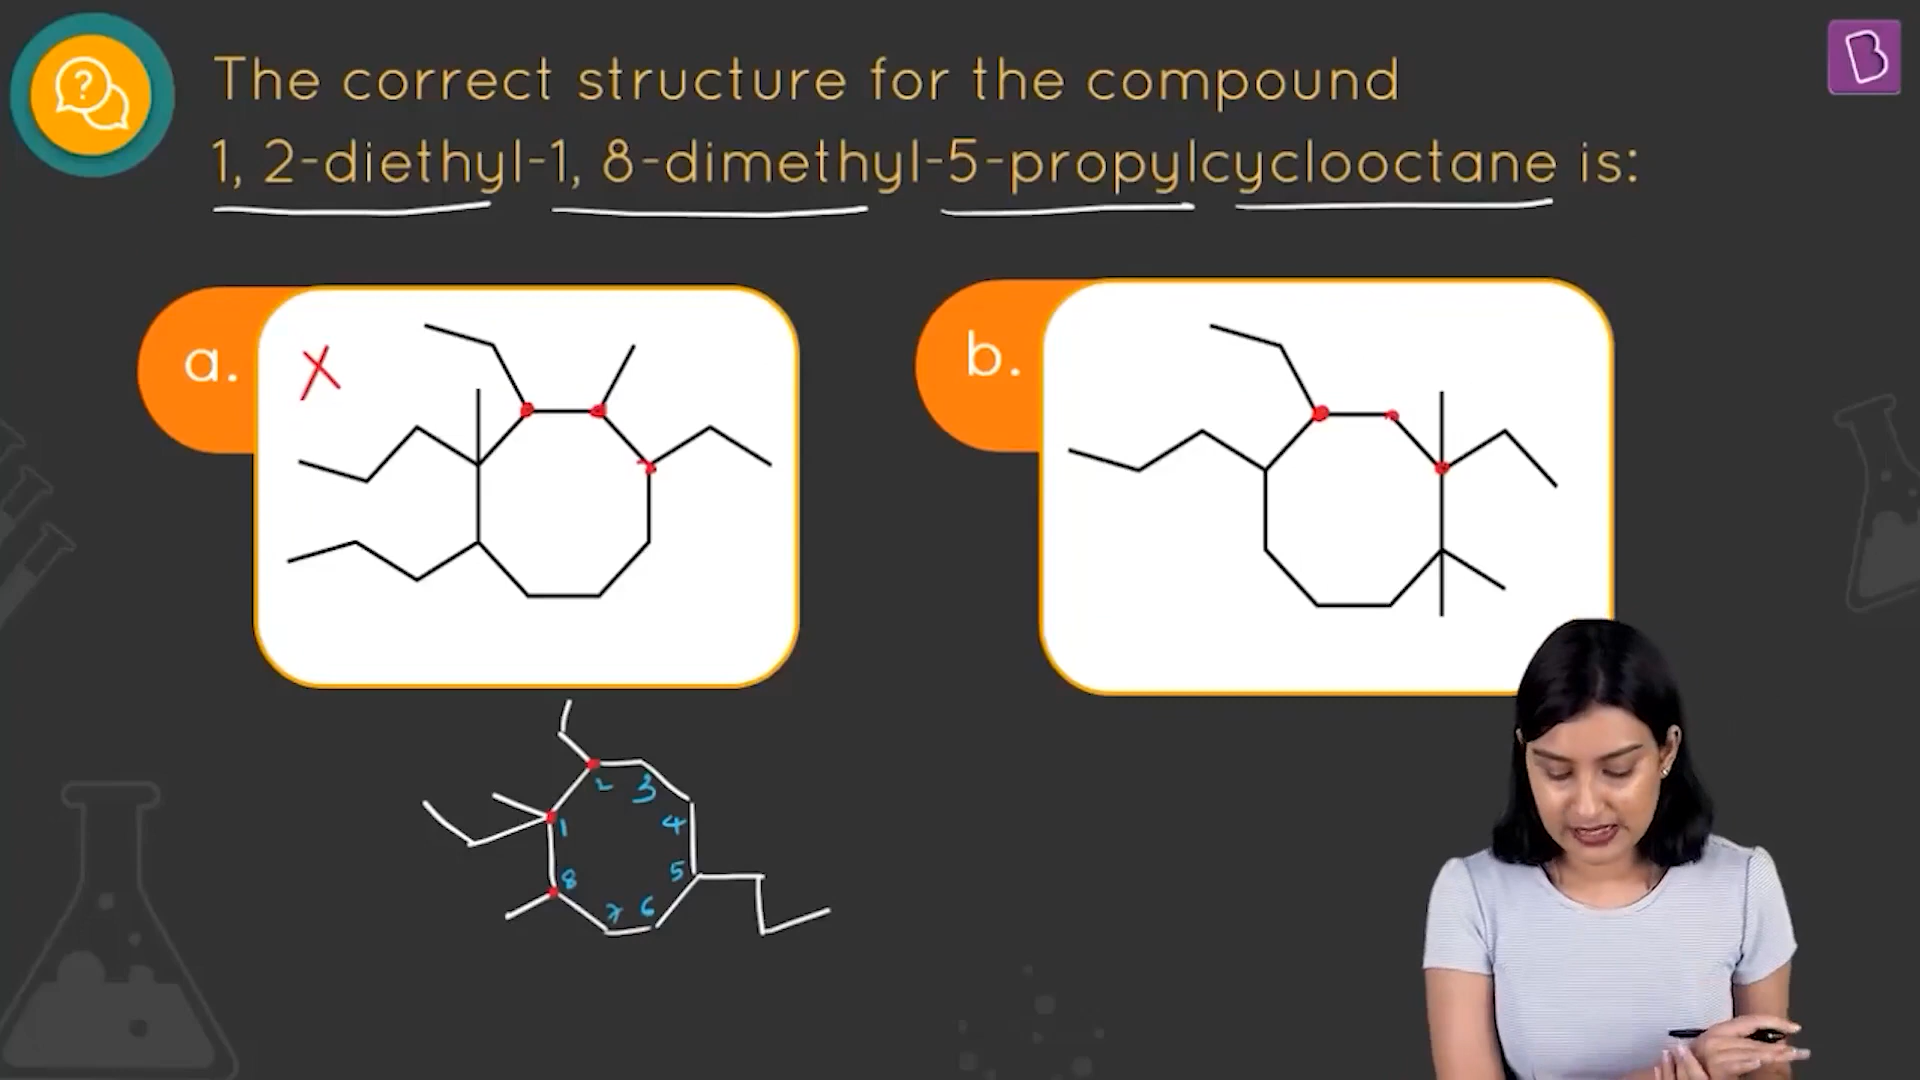 The correct structure for the compound
1, 2-diethyl-1, 8-dimethyl-5-propylcyclooctane is:
B
?
a.
X
b.
2
3
1
4
8
5
7
6